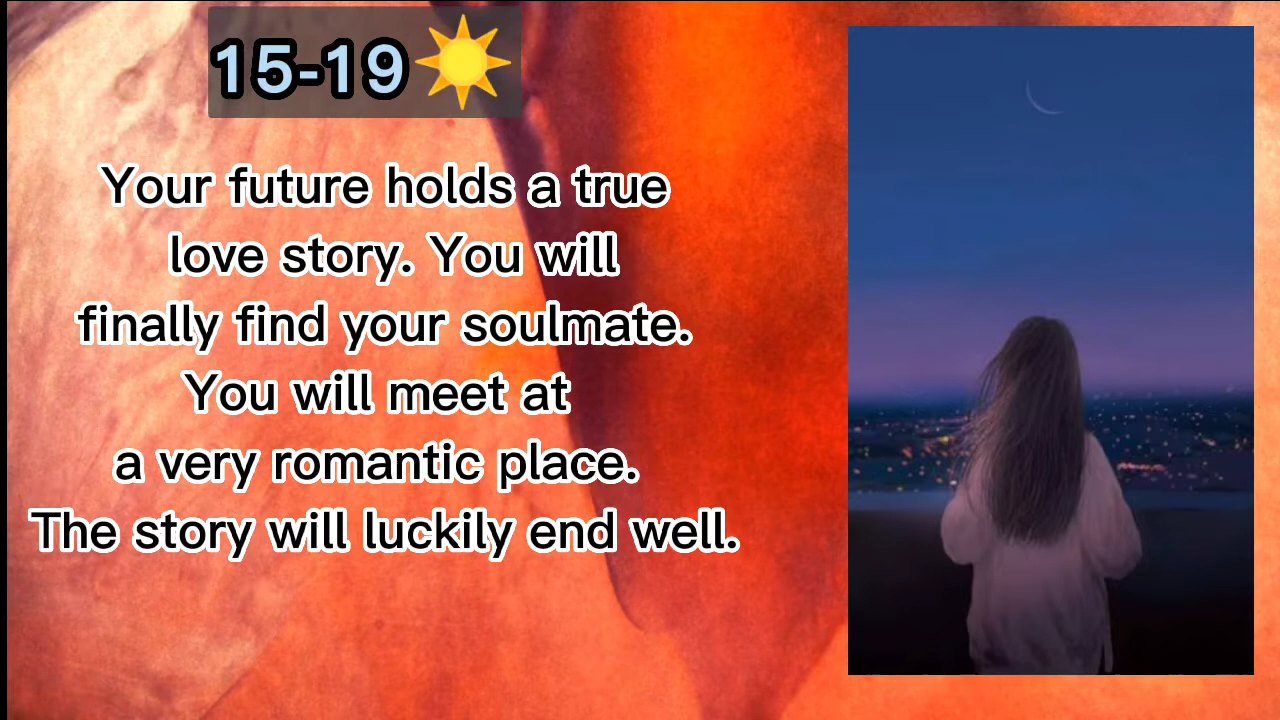 15-19☀️
Your future holds a true
love story. You will
finally find your soulmate.
You will meet at
a very romantic place.
The story will luckily end well.